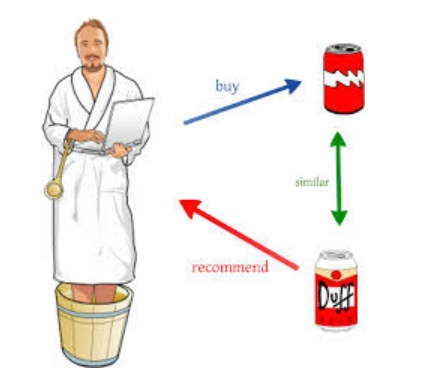 buy
similar
recommend
Duff